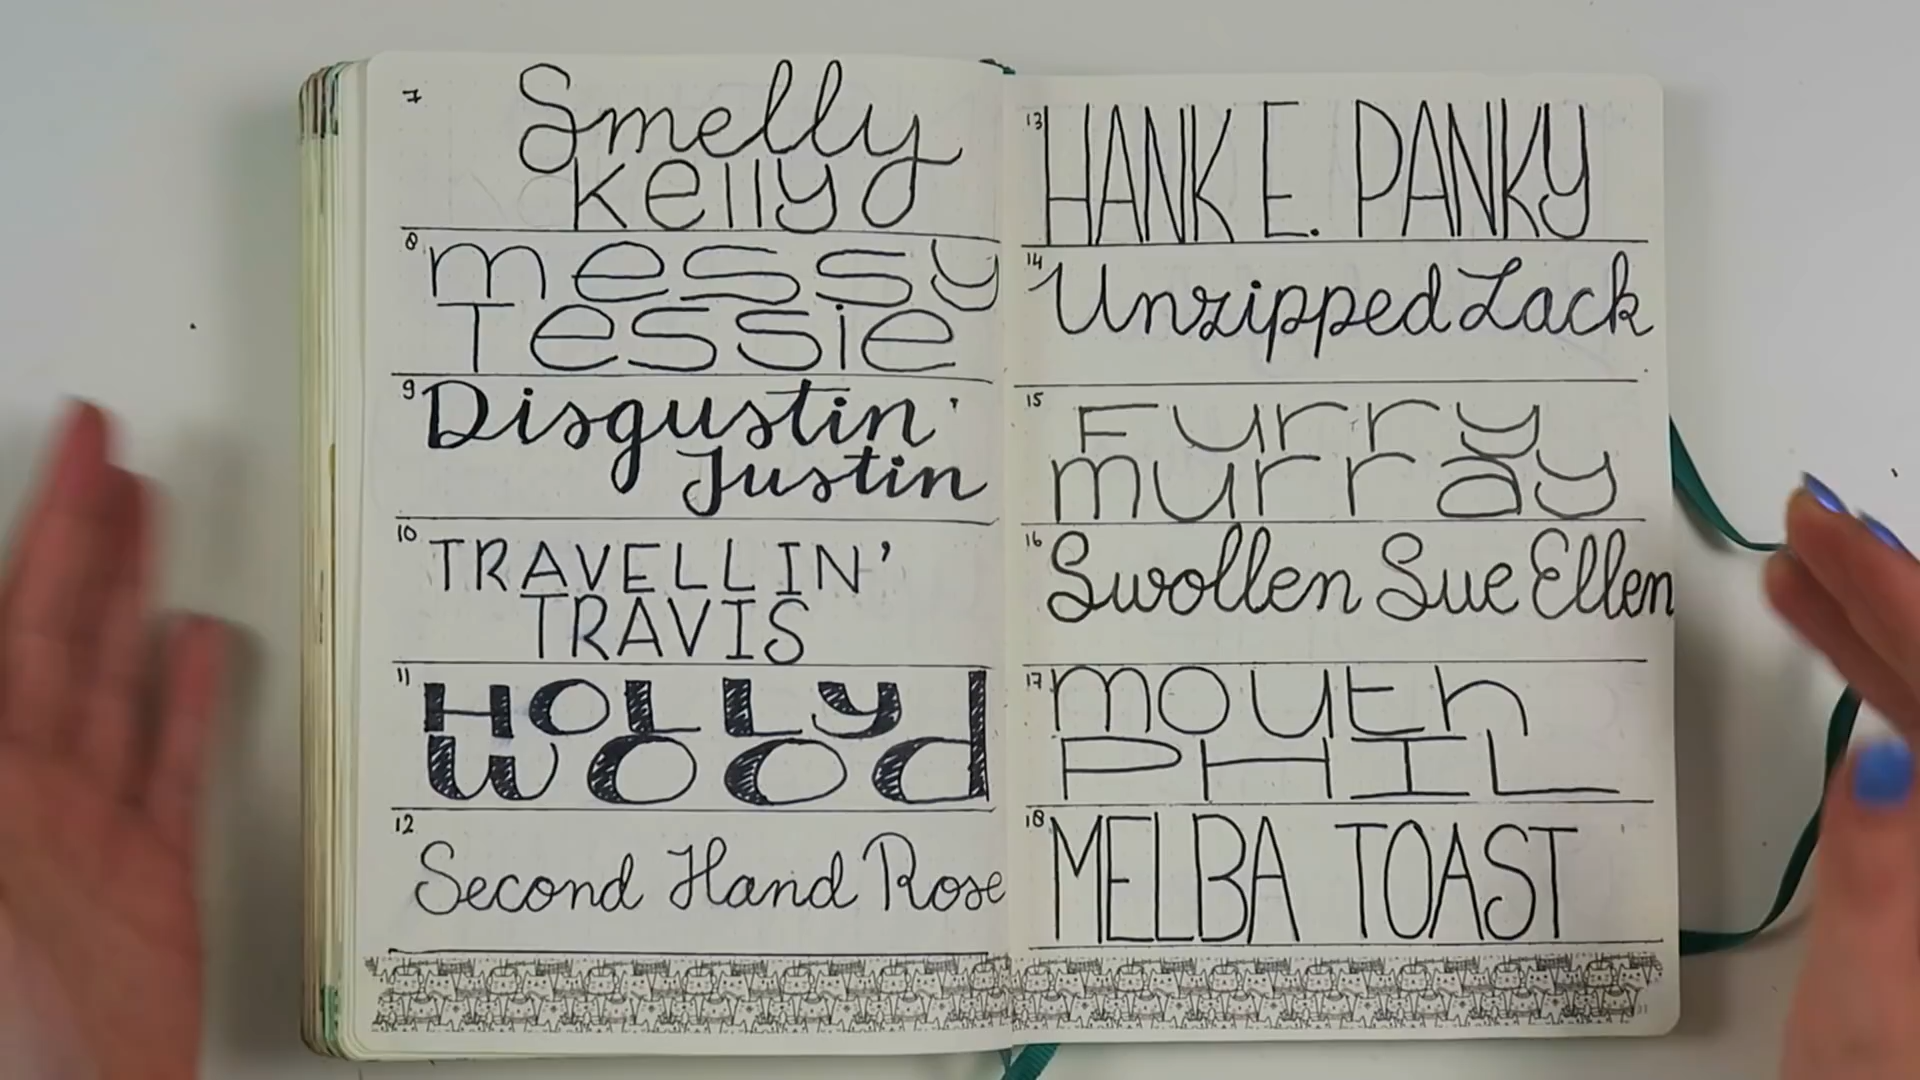 7
Smelly
Kelly
8
messy
Tessie
9
Disgustin'
Justin
10
TRAVELLIN'
TRAVIS
11
HOLLY
WOOD
12
Second Hand Rose
13
HANK E. PANKY
14
Unzipped Zack
15
Furry
murray
16
Swollen Sue Ellen
17
mouth
PHIL
18
MELBA TOAST